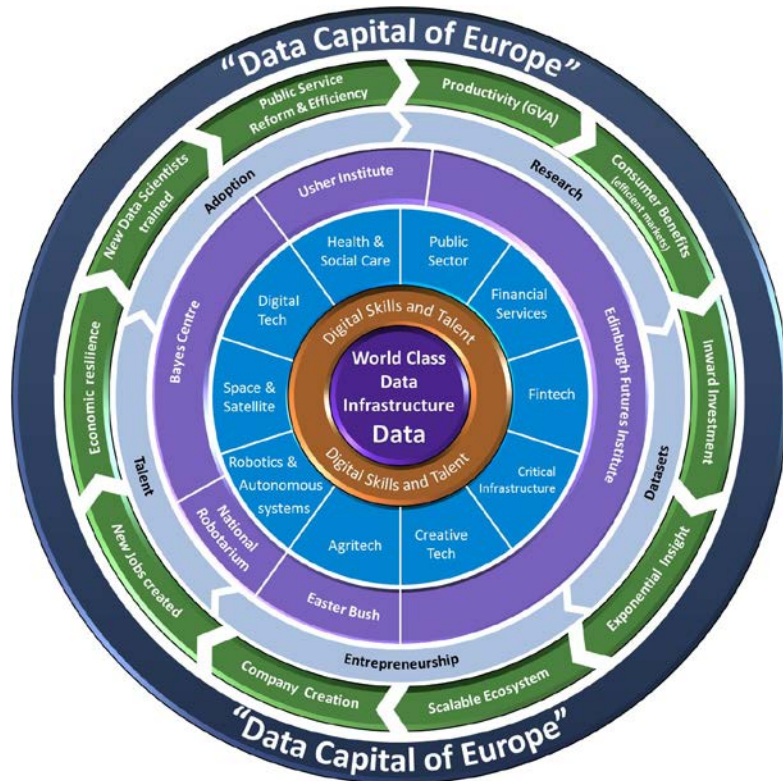 "Data Capital of Europe"
Public Service
Reform & Efficiency
Productivity (GVA)
Consumer Benefits
(efficient markets)
Inward Investment
Exponential Insight
Scalable Ecosystem
Company Creation
New Jobs created
Economic resilience
New Data Scientists
trained
Adoption
Research
Datasets
Entrepreneurship
Talent
Usher Institute
Edinburgh Futures Institute
Easter Bush
National
Robotarium
Bayes Centre
Health &
Social Care
Public
Sector
Financial
Services
Fintech
Critical
Infrastructure
Creative
Tech
Agritech
Robotics &
Autonomous
systems
Space &
Satellite
Digital
Tech
Digital Skills and Talent
World Class
Data
Infrastructure
Data
Digital Skills and Talent
"Data Capital of Europe"